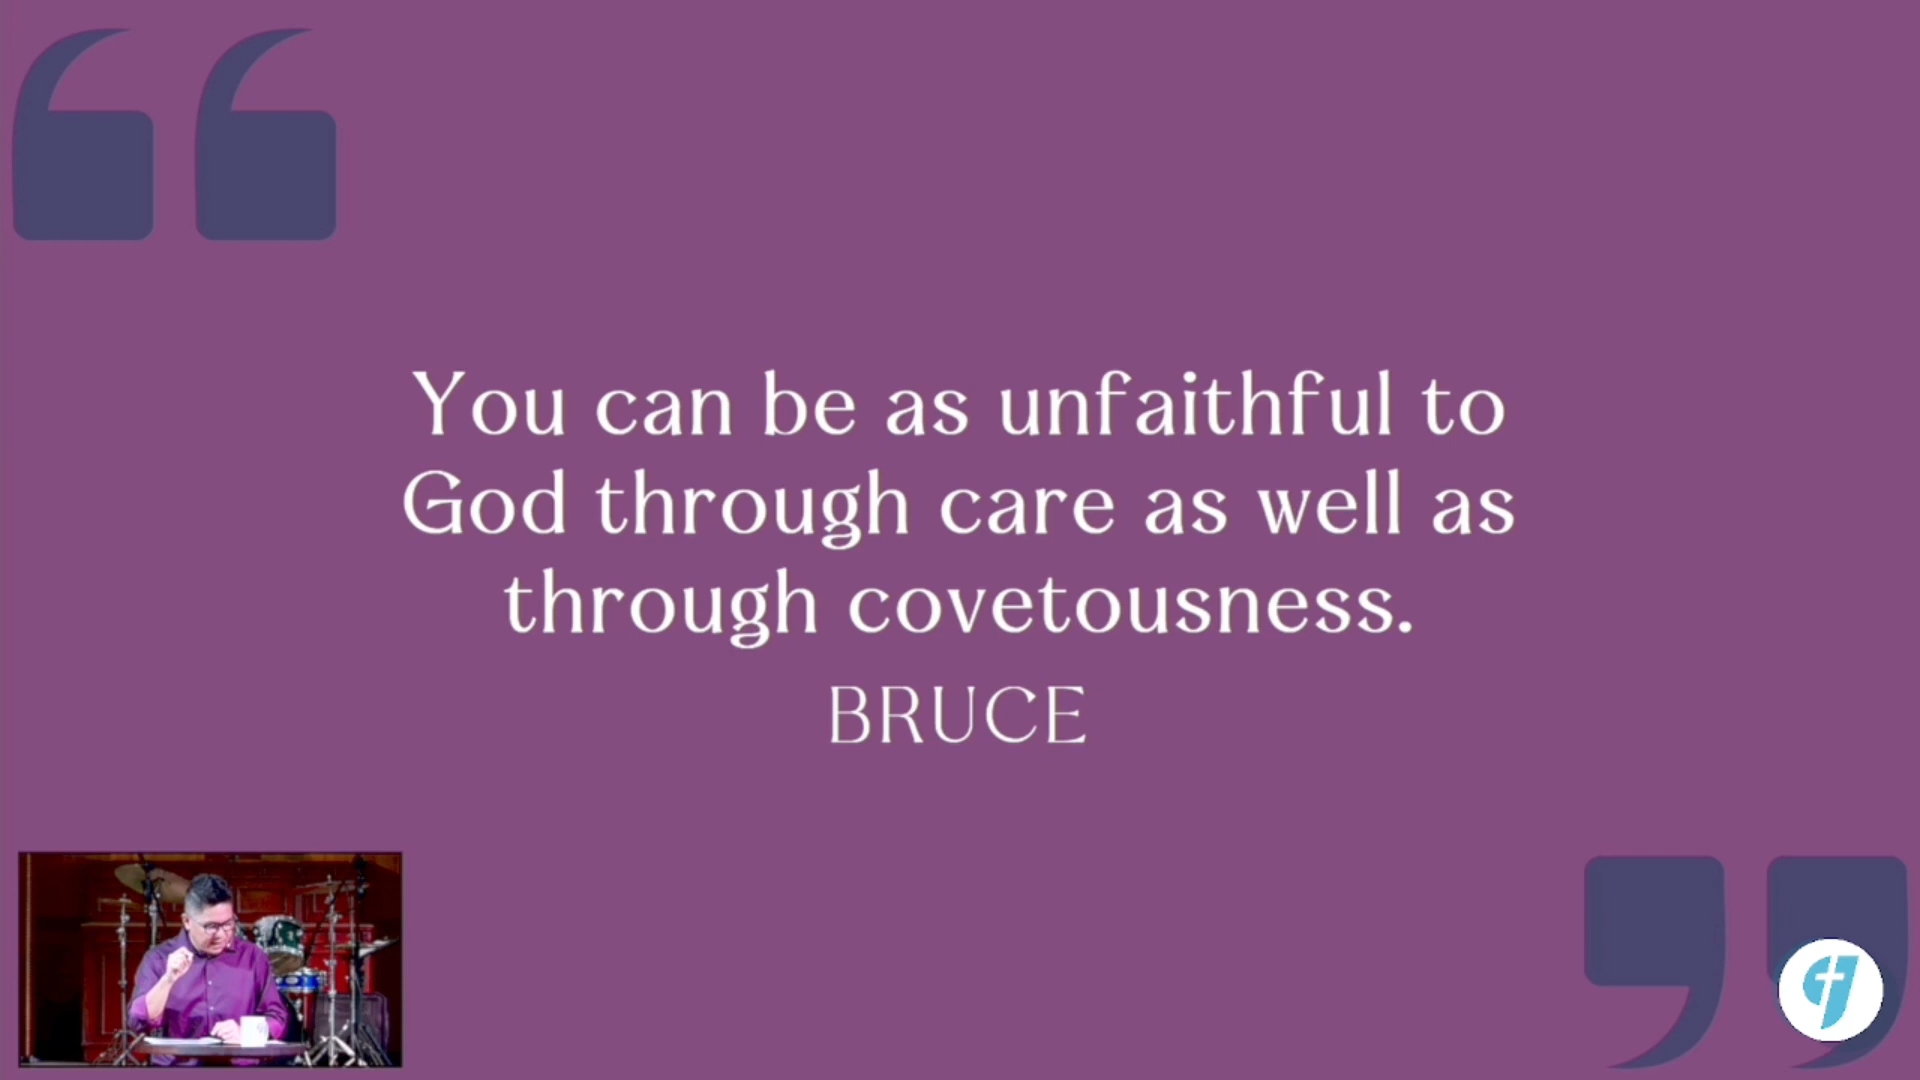 You can be as unfaithful to
God through care as well as
through covetousness.
BRUCE